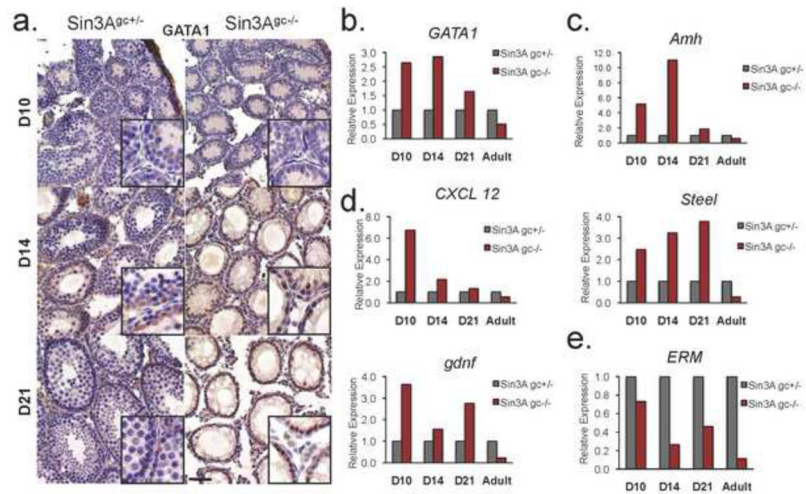 a. Sin3Agc+/- GATA1 Sin3Agc-/-
D10
D14
D21
b.
GATA1
Relative Expression
3.0
2.5
2.0
1.5
1.0
0.5
0.0
Sin3A gc+/-
Sin3A gc-/-
D10 D14 D21 Adult
c.
Amh
Relative Expression
12.0
10.0
8.0
6.0
4.0
2.0
0.0
Sin3A gc+/-
Sin3A gc-/-
D10 D14 D21 Adult
d.
CXCL 12
Relative Expression
8.0
6.0
4.0
2.0
0.0
Sin3A gc+/-
Sin3A gc-/-
D10 D14 D21 Adult
Steel
Relative Expression
4.0
3.0
2.0
1.0
0.0
Sin3A gc+/-
Sin3A gc-/-
D10 D14 D21 Adult
gdnf
Relative Expression
4.0
3.0
2.0
1.0
0.0
Sin3A gc+/-
Sin3A gc-/-
D10 D14 D21 Adult
e.
ERM
Relative Expression
1.0
0.8
0.6
0.4
0.2
0.0
Sin3A gc+/-
Sin3A gc-/-
D10 D14 D21 Adult